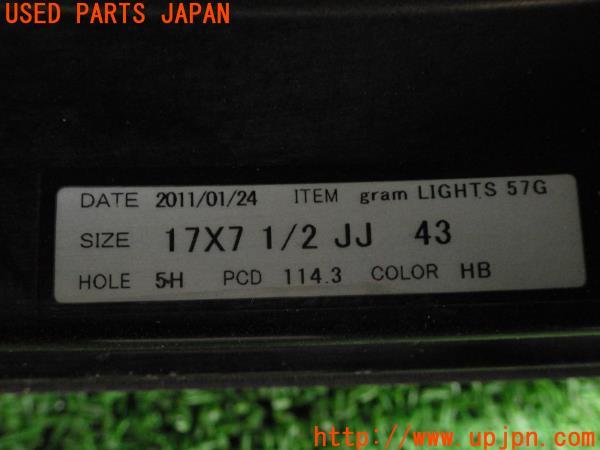 USED PARTS JAPAN
DATE 2011/01/24 ITEM gram LIGHTS 57G
SIZE 17X7 1/2 JJ 43
HOLE 5H PCD 114.3 COLOR HB
UPJ
http://www.upjpn.com/